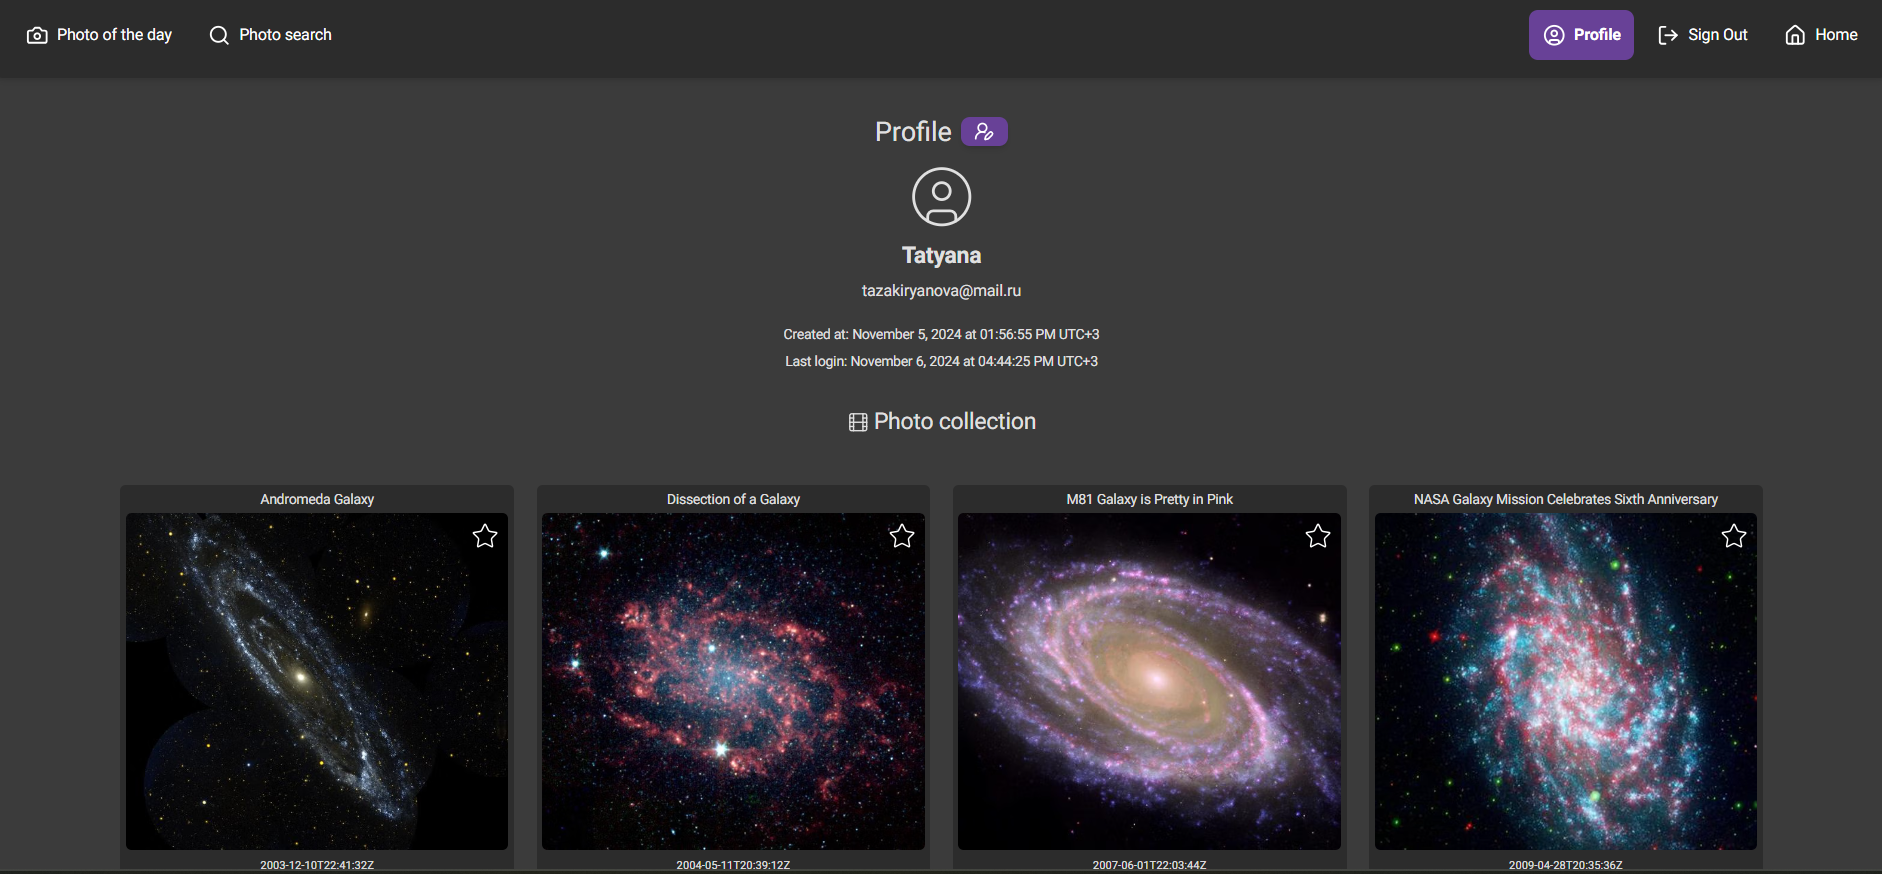 Photo of the day
Photo search
Profile
Sign Out
Home
Profile
Tatyana
tazakiryanova@mail.ru
Created at: November 5, 2024 at 01:56:55 PM UTC+3
Last login: November 6, 2024 at 04:44:25 PM UTC+3
Photo collection
Andromeda Galaxy
Dissection of a Galaxy
M81 Galaxy is Pretty in Pink
NASA Galaxy Mission Celebrates Sixth Anniversary
2003-12-10T22:41:32Z
2004-05-11T20:39:12Z
2007-06-01T22:03:44Z
2009-04-28T20:35:36Z